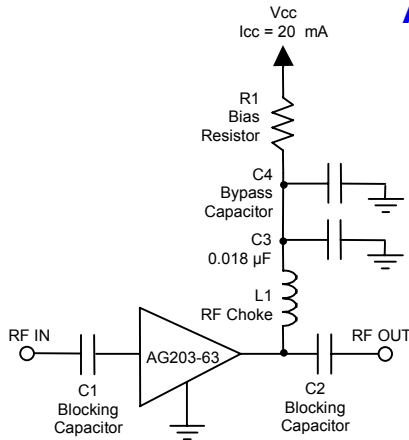 Vcc
Icc = 20 mA
R1
Bias
Resistor
C4
Bypass
Capacitor
C3
0.018 µF
L1
RF Choke
RF IN
AG203-63
RF OUT
C1
Blocking
Capacitor
C2
Blocking
Capacitor